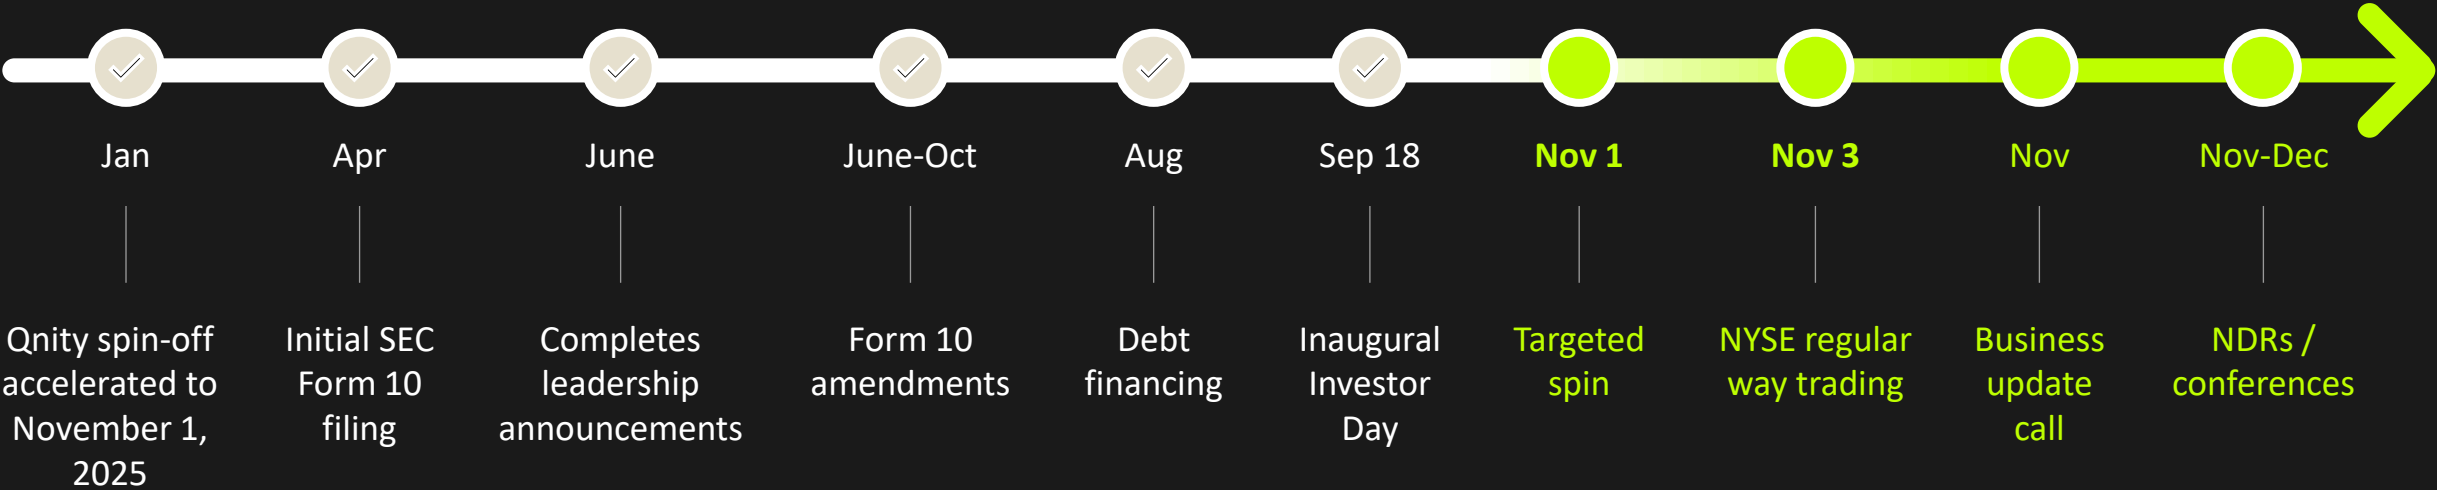 Jan
Qnity spin-off
accelerated to
November 1,
2025
Apr
Initial SEC
Form 10
filing
June
Completes
leadership
announcements
June-Oct
Form 10
amendments
Aug
Debt
financing
Sep 18
Inaugural
Investor
Day
Nov 1
Targeted
spin
Nov 3
NYSE regular
way trading
Nov
Business
update
call
Nov-Dec
NDRs /
conferences